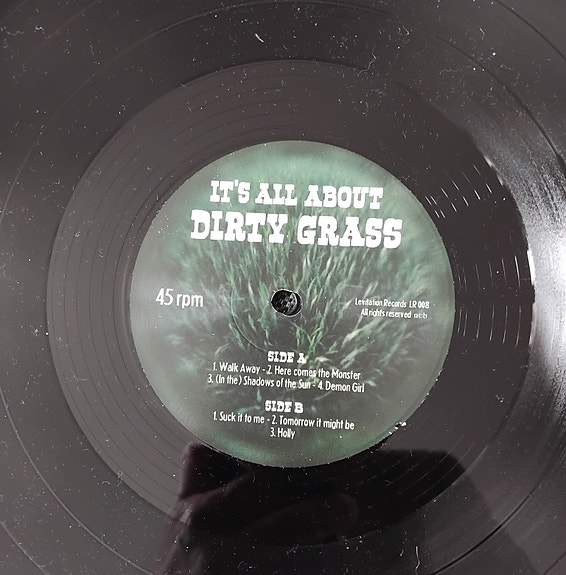 IT'S ALL ABOUT
DIRTY GRASS
45 rpm
Levitation Records LR 008
All rights reserved
SIDE A
1. Walk Away - 2. Here comes the Monster
3. (In the) Shadows of the Sun - 4. Demon Girl
SIDE B
1. Suck it to me - 2. Tomorrow it might be
3. Holly